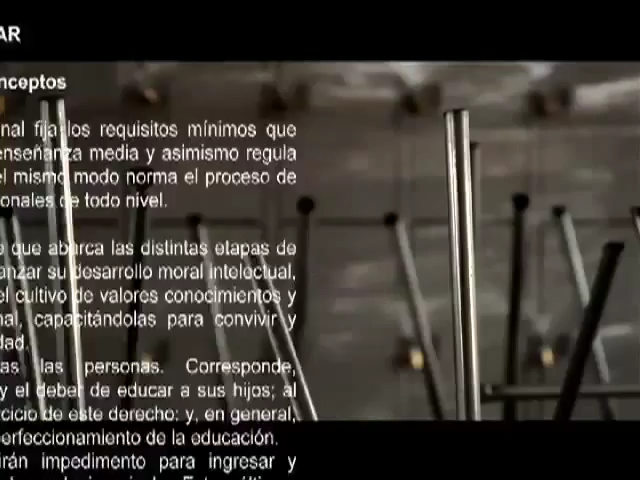 AR
nceptos
nal fija los requisitos mínimos que
enseñanza media y asimismo regula
el mismo modo norma el proceso de
onales de todo nivel.
e que abarca las distintas etapas de
anzar su desarrollo moral intelectual,
el cultivo de valores conocimientos y
nal, capacitándolas para convivir y
dad.
as las personas. Corresponde,
y el deber de educar a sus hijos; al
rcicio de este derecho: y, en general,
erfeccionamiento de la educación.
irán impedimento para ingresar y